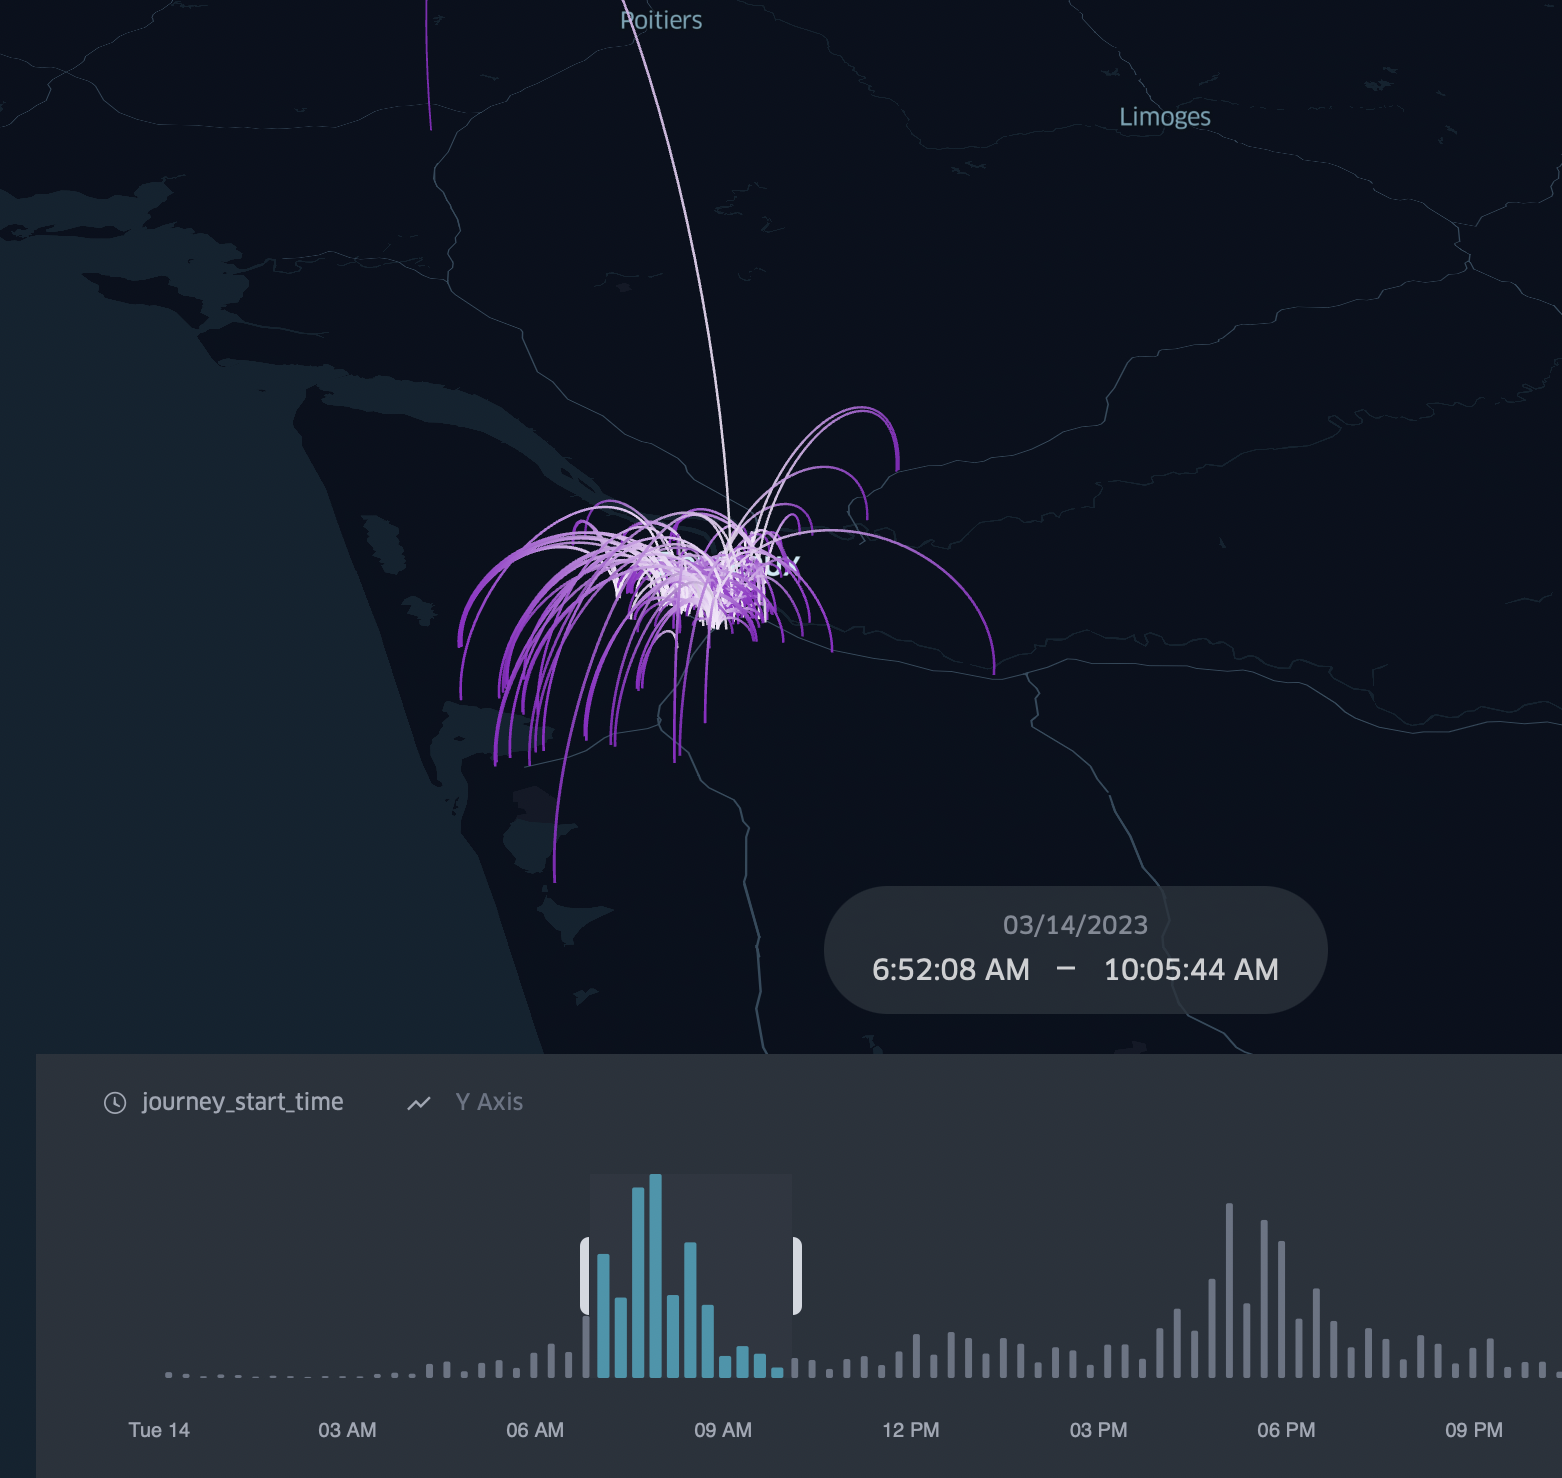 Poitiers
Limoges
03/14/2023
6:52:08 AM – 10:05:44 AM
journey_start_time
Y Axis
Tue 14 03 AM 06 AM 09 AM 12 PM 03 PM 06 PM 09 PM